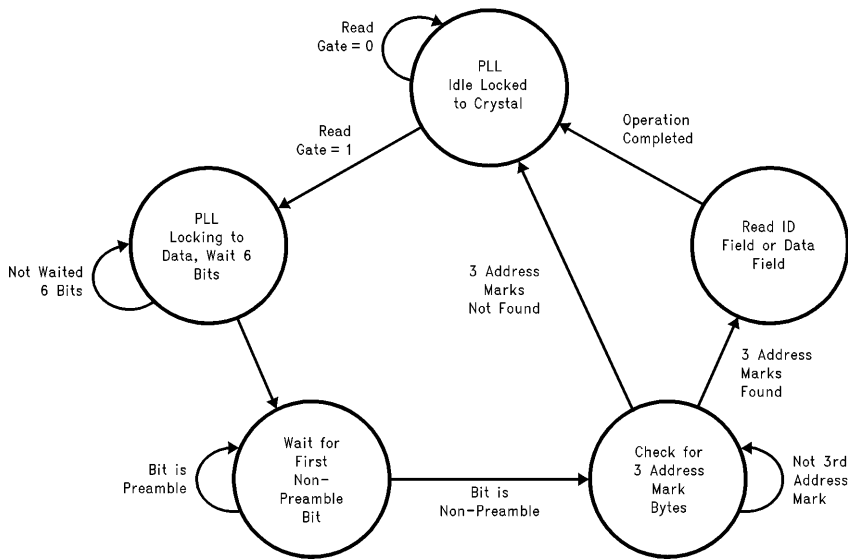 Read
Gate = 0
PLL
Idle Locked
to Crystal
Read
Gate = 1
Operation
Completed
PLL
Locking to
Data, Wait 6
Bits
Not Waited
6 Bits
Read ID
Field or Data
Field
3 Address
Marks
Not Found
3 Address
Marks
Found
Wait for
First
Non-
Preamble
Bit
Bit is
Preamble
Bit is
Non-Preamble
Check for
3 Address
Mark
Bytes
Not 3rd
Address
Mark